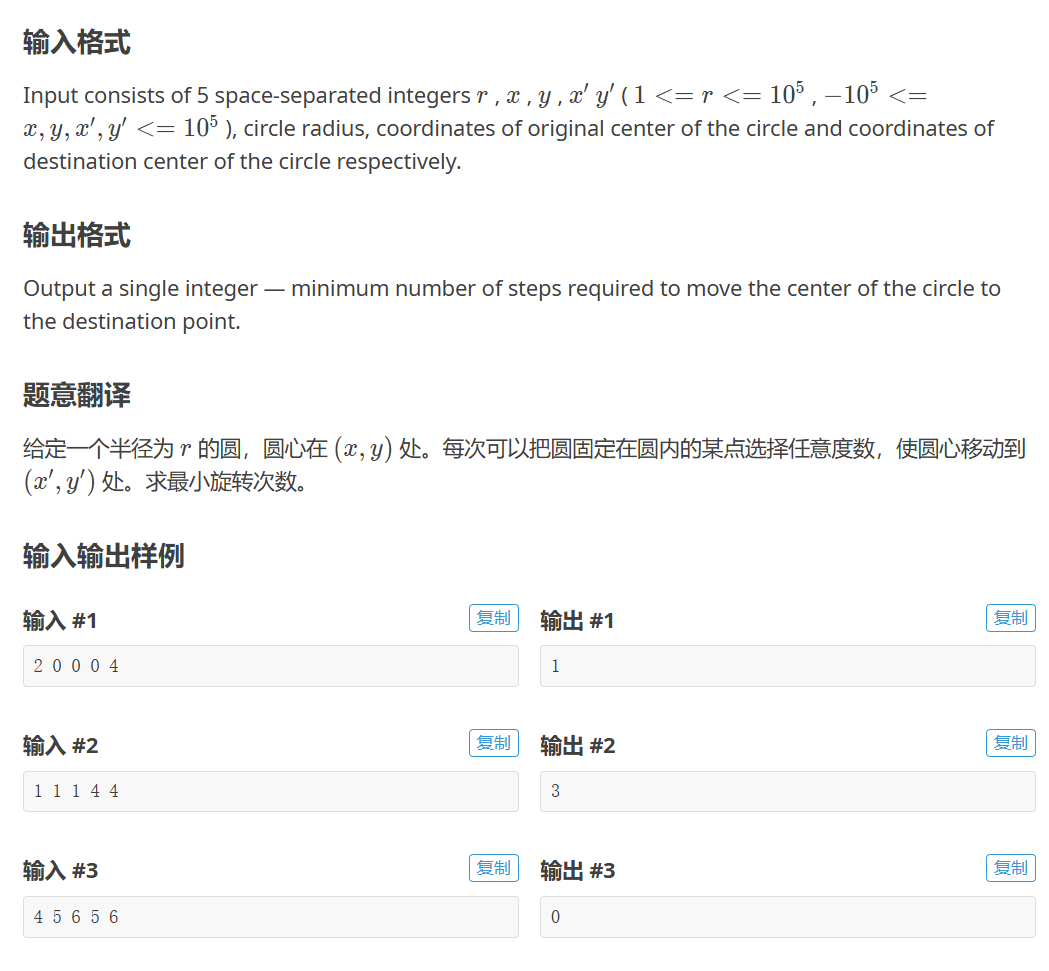 输入格式
Input consists of 5 space-separated integers r , x , y , x′ y′ ( 1 <= r <= 10⁵ , −10⁵ <=
x, y, x′, y′ <= 10⁵ ), circle radius, coordinates of original center of the circle and coordinates of
destination center of the circle respectively.
输出格式
Output a single integer — minimum number of steps required to move the center of the circle to
the destination point.
题意翻译
给定一个半径为 r 的圆，圆心在 (x, y) 处。每次可以把圆固定在圆内的某点选择任意度数，使圆心移动到
(x′, y′) 处。求最小旋转次数。
输入输出样例
输入 #1 复制 输出 #1 复制
2 0 0 0 4 1
输入 #2 复制 输出 #2 复制
1 1 1 4 4 3
输入 #3 复制 输出 #3 复制
4 5 6 5 6 0